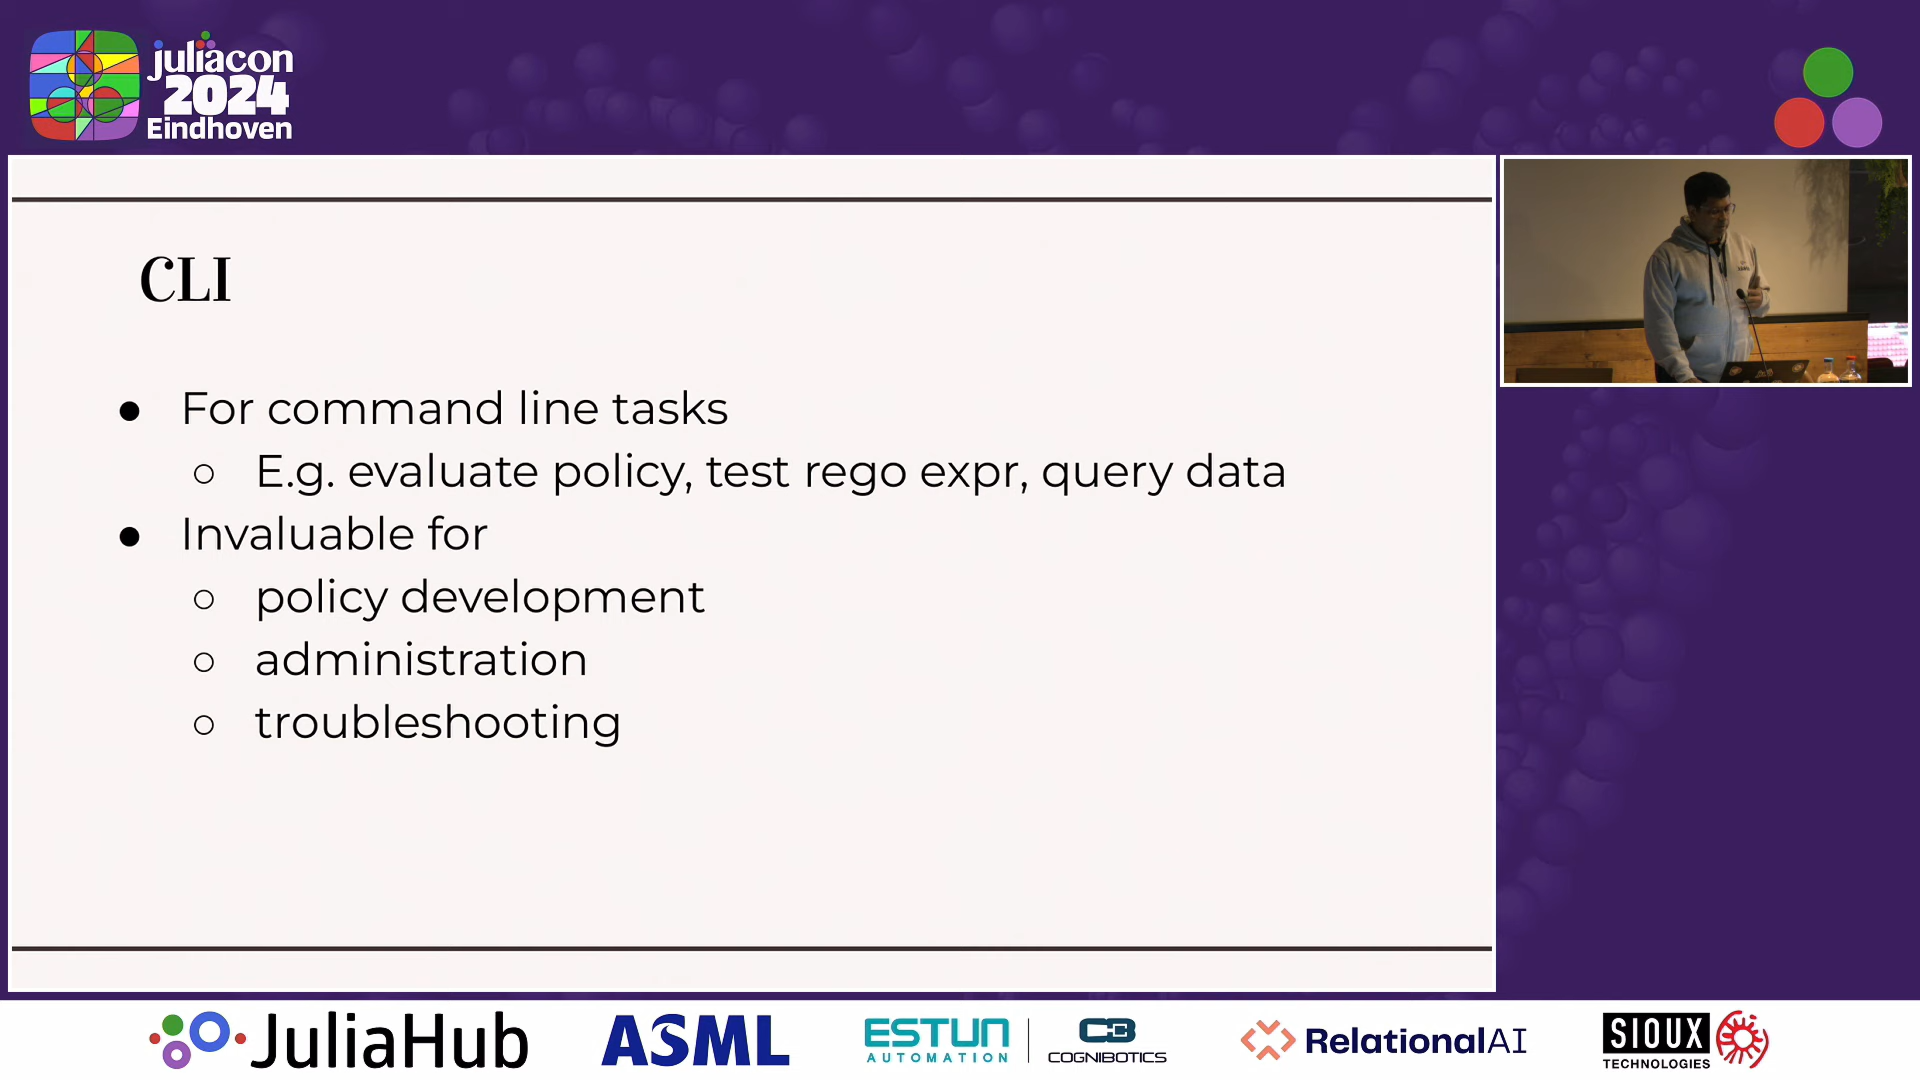 juliacon
2024
Eindhoven
CLI
● For command line tasks
○ E.g. evaluate policy, test rego expr, query data
● Invaluable for
○ policy development
○ administration
○ troubleshooting
JuliaHub
ASML
ESTUN
AUTOMATION
COGNIBOTICS
RelationalAI
SIOUX
TECHNOLOGIES